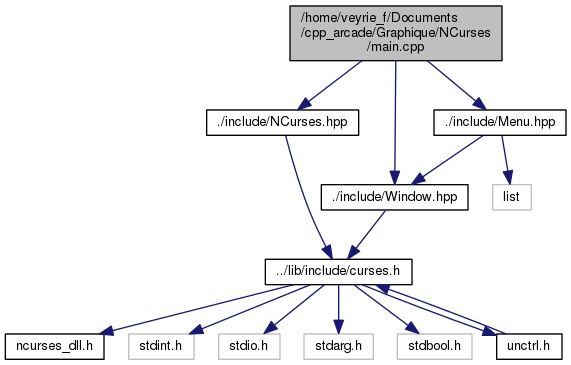 /home/veyrie_f/Documents
/cpp_arcade/Graphique/NCurses
/main.cpp
./include/NCurses.hpp
./include/Menu.hpp
./include/Window.hpp
list
../lib/include/curses.h
ncurses_dll.h
stdint.h
stdio.h
stdarg.h
stdbool.h
unctrl.h